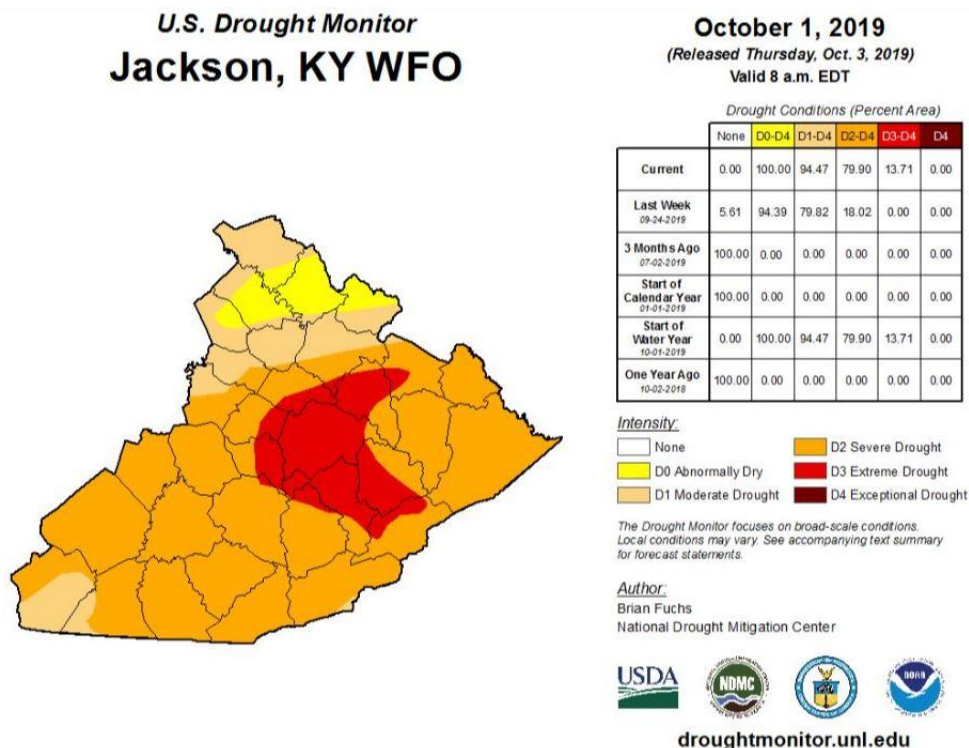 U.S. Drought Monitor
Jackson, KY WFO
October 1, 2019
(Released Thursday, Oct. 3, 2019)
Valid 8 a.m. EDT
Drought Conditions (Percent Area)
None D0-D4 D1-D4 D2-D4 D3-D4 D4
Current 0.00 100.00 94.47 79.90 13.71 0.00
Last Week
09-24-2019
5.61 94.39 79.82 18.02 0.00 0.00
3 Months Ago
07-02-2019
100.00 0.00 0.00 0.00 0.00 0.00
Start of
Calendar Year
01-01-2019
100.00 0.00 0.00 0.00 0.00 0.00
Start of
Water Year
10-01-2019
0.00 100.00 94.47 79.90 13.71 0.00
One Year Ago
10-02-2018
100.00 0.00 0.00 0.00 0.00 0.00
Intensity:
None
D0 Abnormally Dry
D1 Moderate Drought
D2 Severe Drought
D3 Extreme Drought
D4 Exceptional Drought
The Drought Monitor focuses on broad-scale conditions.
Local conditions may vary. See accompanying text summary
for forecast statements.
Author:
Brian Fuchs
National Drought Mitigation Center
USDA
NDMC
NOAA
droughtmonitor.unl.edu